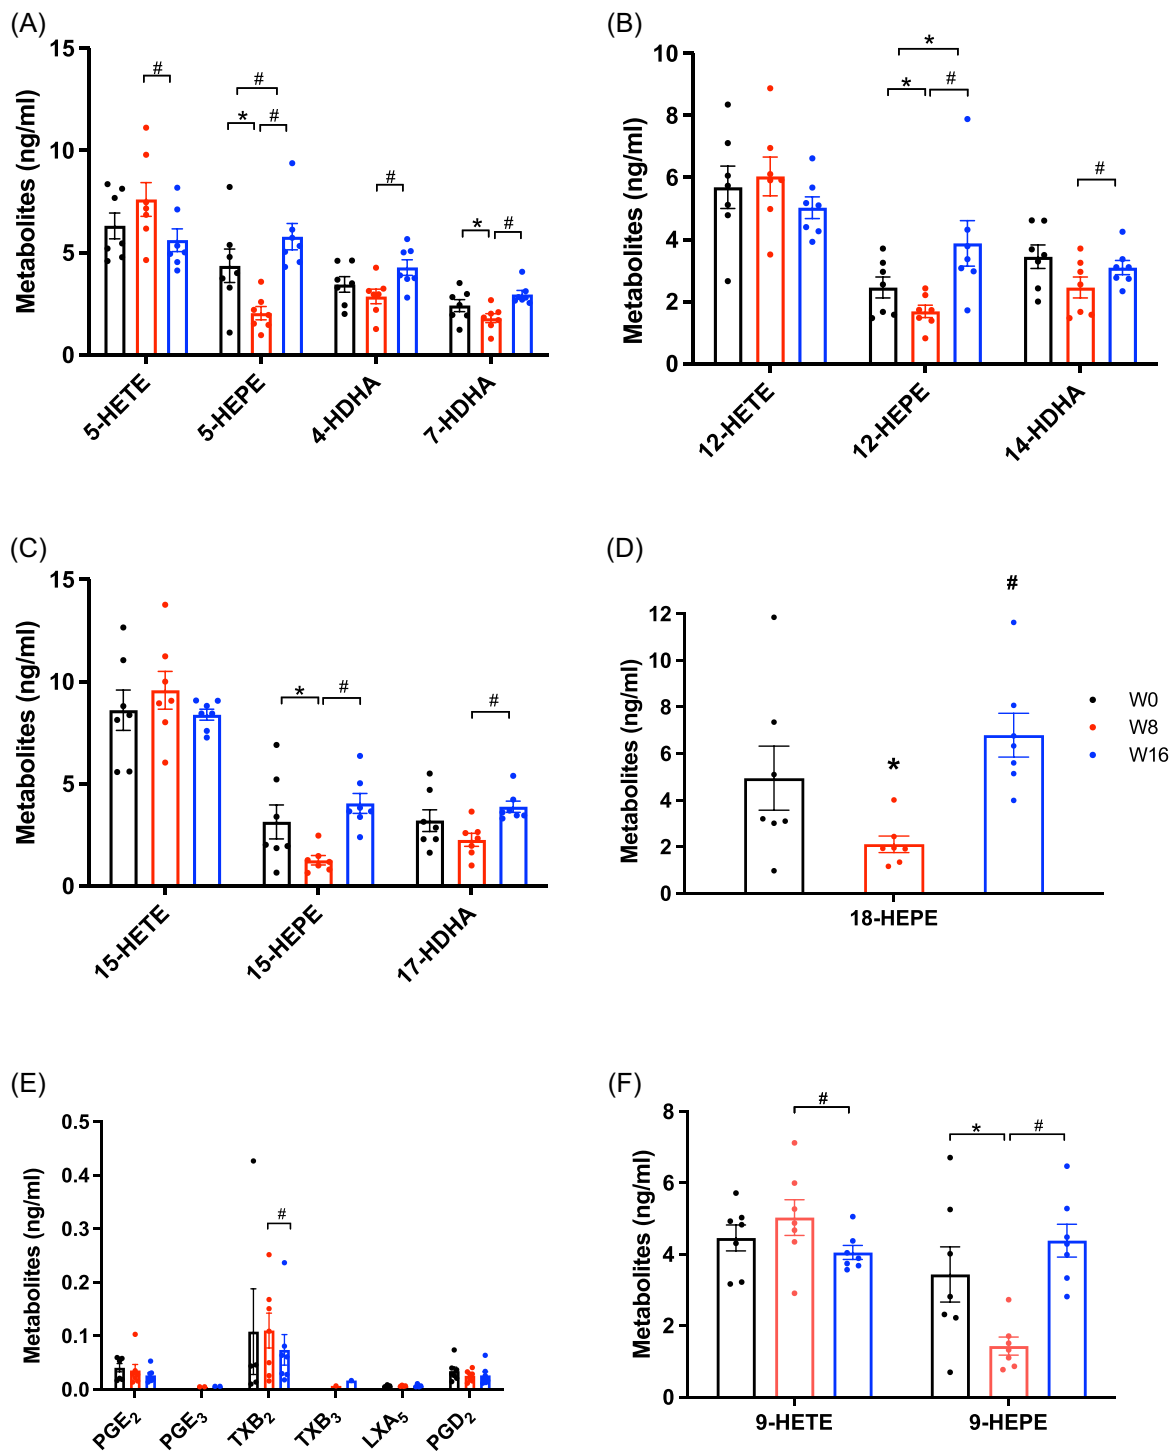 (A)
Metabolites (ng/ml)
15
10
5
0
#
#
*
#
#
*
#
5-HETE
5-HEPE
4-HDHA
7-HDHA
(B)
Metabolites (ng/ml)
10
8
6
4
2
0
*
*
#
#
12-HETE
12-HEPE
14-HDHA
(C)
Metabolites (ng/ml)
15
10
5
0
*
#
#
15-HETE
15-HEPE
17-HDHA
(D)
Metabolites (ng/ml)
12
10
8
6
4
2
0
*
#
18-HEPE
W0
W8
W16
(E)
Metabolites (ng/ml)
0.5
0.4
0.3
0.2
0.1
0.0
#
PGE₂
PGE₃
TXB₂
TXB₃
LXA₅
PGD₂
(F)
Metabolites (ng/ml)
8
6
4
2
0
#
*
#
9-HETE
9-HEPE